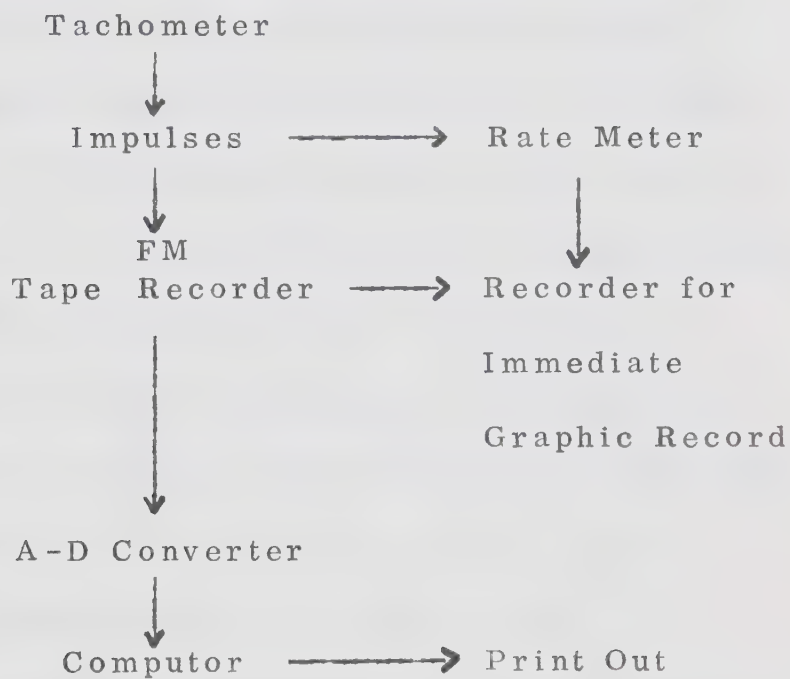 Tachometer
Impulses
Rate Meter
FM
Tape Recorder
Recorder for
Immediate
Graphic Record
A-D Converter
Computor
Print Out